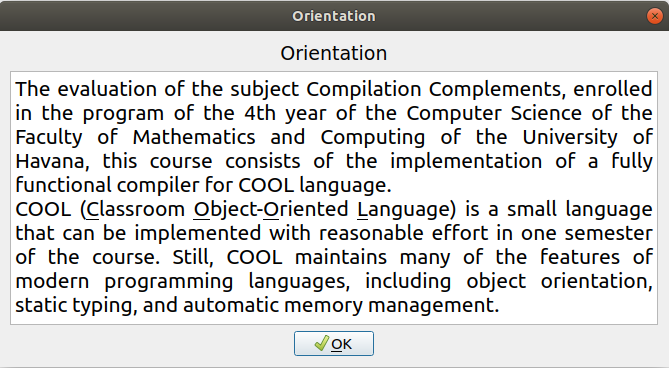 Orientation
Orientation
The evaluation of the subject Compilation Complements, enrolled
in the program of the 4th year of the Computer Science of the
Faculty of Mathematics and Computing of the University of
Havana, this course consists of the implementation of a fully
functional compiler for COOL language.
COOL (Classroom Object-Oriented Language) is a small language
that can be implemented with reasonable effort in one semester
of the course. Still, COOL maintains many of the features of
modern programming languages, including object orientation,
static typing, and automatic memory management.
OK